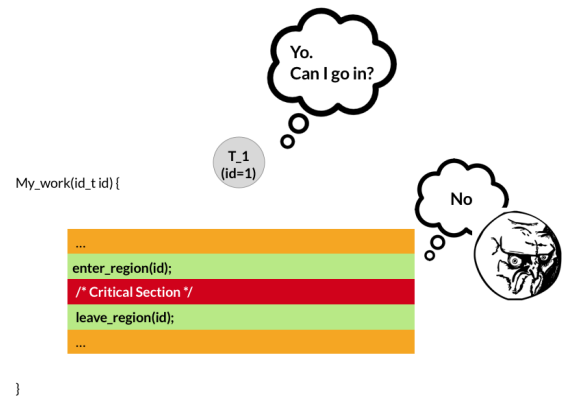 Yo.
Can I go in?
T_1
(id=1)
My_work(id_t id) {
No
...
enter_region(id);
/* Critical Section */
leave_region(id);
...
}